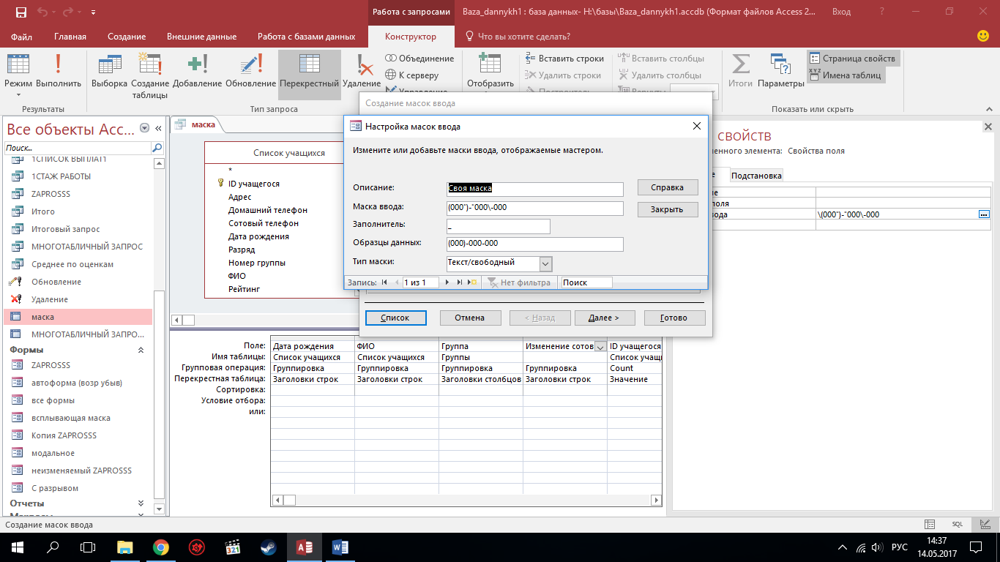 Работа с запросами
Baza_dannykh1 : база данных- H:\базы\Baza_dannykh1.accdb (Формат файлов Access 2...
Вход
?
Файл
Главная
Создание
Внешние данные
Работа с базами данных
Конструктор
Что вы хотите сделать?
Режим
Выполнить
Результаты
Выборка
Создание таблицы
Добавление
Обновление
Перекрестный
Удаление
Объединение
К серверу
Управление
Тип запроса
Отобразить
Вставить строки
Удалить строки
Построитель
Вставить столбцы
Удалить столбцы
Вернуть:
Итоги
Параметры
Страница свойств
Имена таблиц
Показать или скрыть
Все объекты Acc...
Поиск...
1СПИСОК ВЫПЛАТ1
1СТАЖ РАБОТЫ
ZAPROSSS
Итого
Итоговый запрос
МНОГОТАБЛИЧНЫЙ ЗАПРОС
Среднее по оценкам
Обновление
Удаление
маска
МНОГОТАБЛИЧНЫЙ ЗАПРО...
Формы
ZAPROSSS
автоформа (возр убыв)
все формы
всплывающая маска
Копия ZAPROSSS
модальное
неизменяемый ZAPROSSS
С разрывом
Отчеты
маска
Список учащихся
*
ID учащегося
Адрес
Домашний телефон
Сотовый телефон
Дата рождения
Разряд
Номер группы
ФИО
Рейтинг
Создание масок ввода
Настройка масок ввода
Измените или добавьте маски ввода, отображаемые мастером.
Описание: Своя маска
Справка
Маска ввода: (000")-"000\-000
Закрыть
Заполнитель: _
Образцы данных: (000)-000-000
Тип маски: Текст/свободный
Запись: 1 из 1 Нет фильтра Поиск
Список
Отмена
< Назад
Далее >
Готово
СВОЙСТВ
енного элемента: Свойства поля
е
Подстановка
е
поля
вода \(000")-"000\-000
Поле: Дата рождения ФИО Группа Изменение сотов ID учащегося
Имя таблицы: Список учащихся Список учащихся Группы Список учащ
Групповая операция: Группировка Группировка Группировка Группировка Count
Перекрестная таблица: Заголовки строк Заголовки строк Заголовки столбцов Заголовки строк Значение
Сортировка:
Условие отбора:
или:
Создание масок ввода
SQL
321
РУС
14:37
14.05.2017